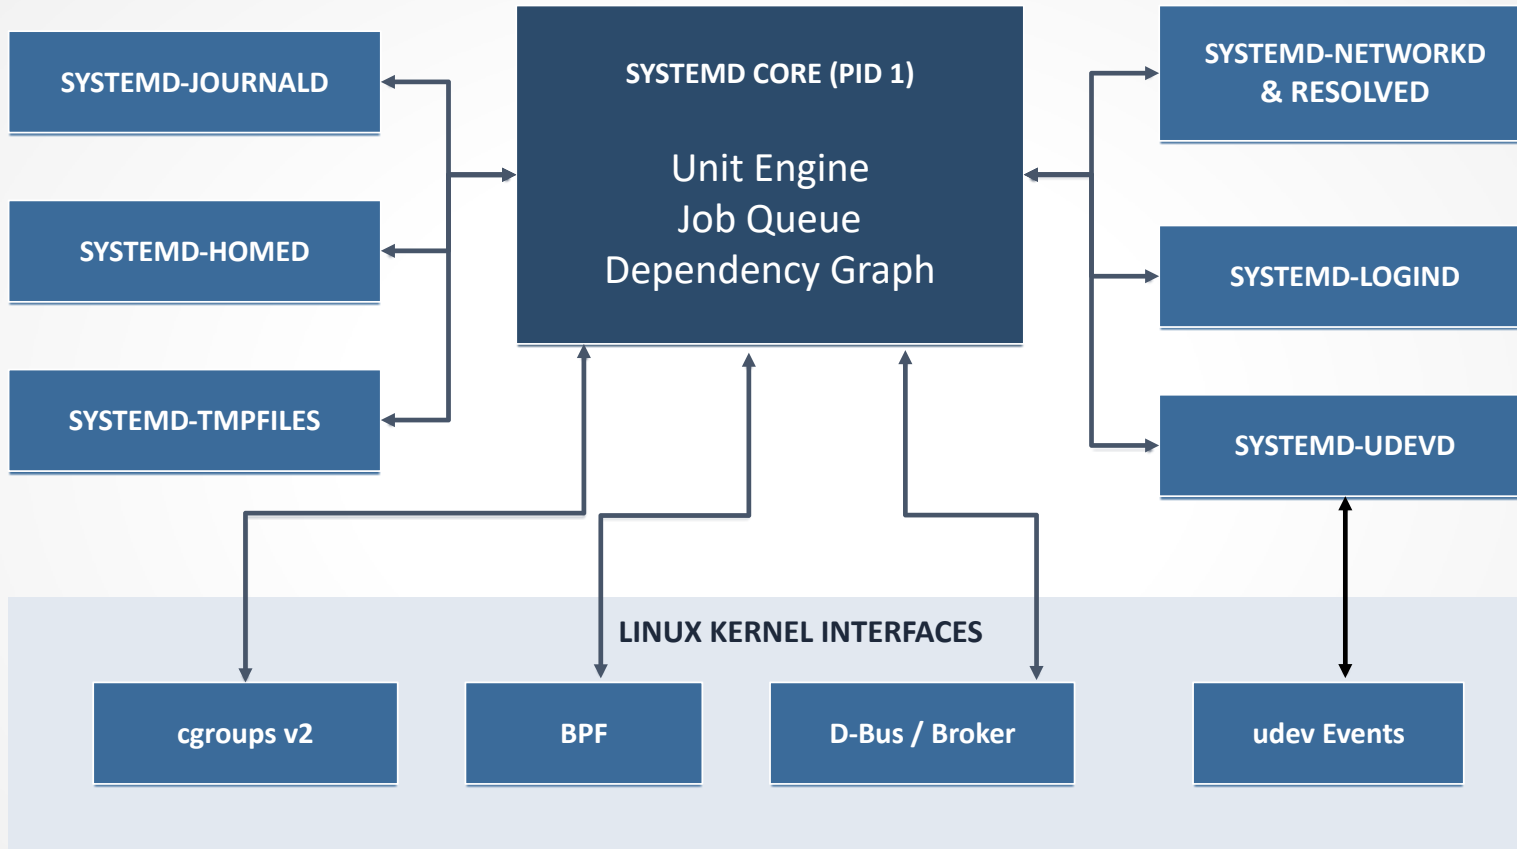 SYSTEMD-JOURNALD
SYSTEMD-HOMED
SYSTEMD-TMPFILES
SYSTEMD CORE (PID 1)
Unit Engine
Job Queue
Dependency Graph
SYSTEMD-NETWORKD
& RESOLVED
SYSTEMD-LOGIND
SYSTEMD-UDEVD
LINUX KERNEL INTERFACES
cgroups v2
BPF
D-Bus / Broker
udev Events